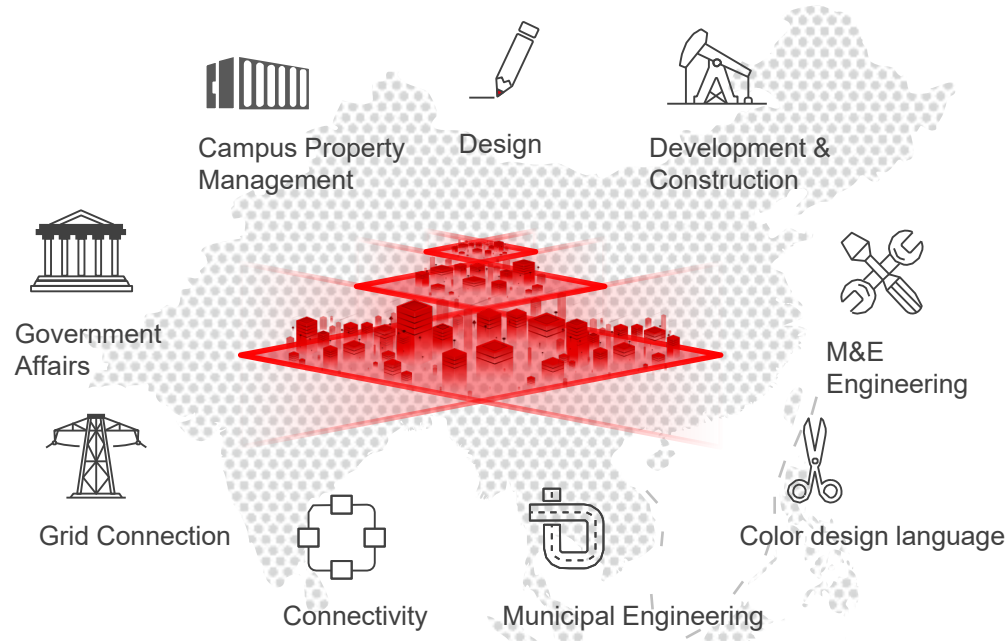 Campus Property
Management
Design
Development &
Construction
Government
Affairs
M&E
Engineering
Grid Connection
Color design language
Connectivity
Municipal Engineering